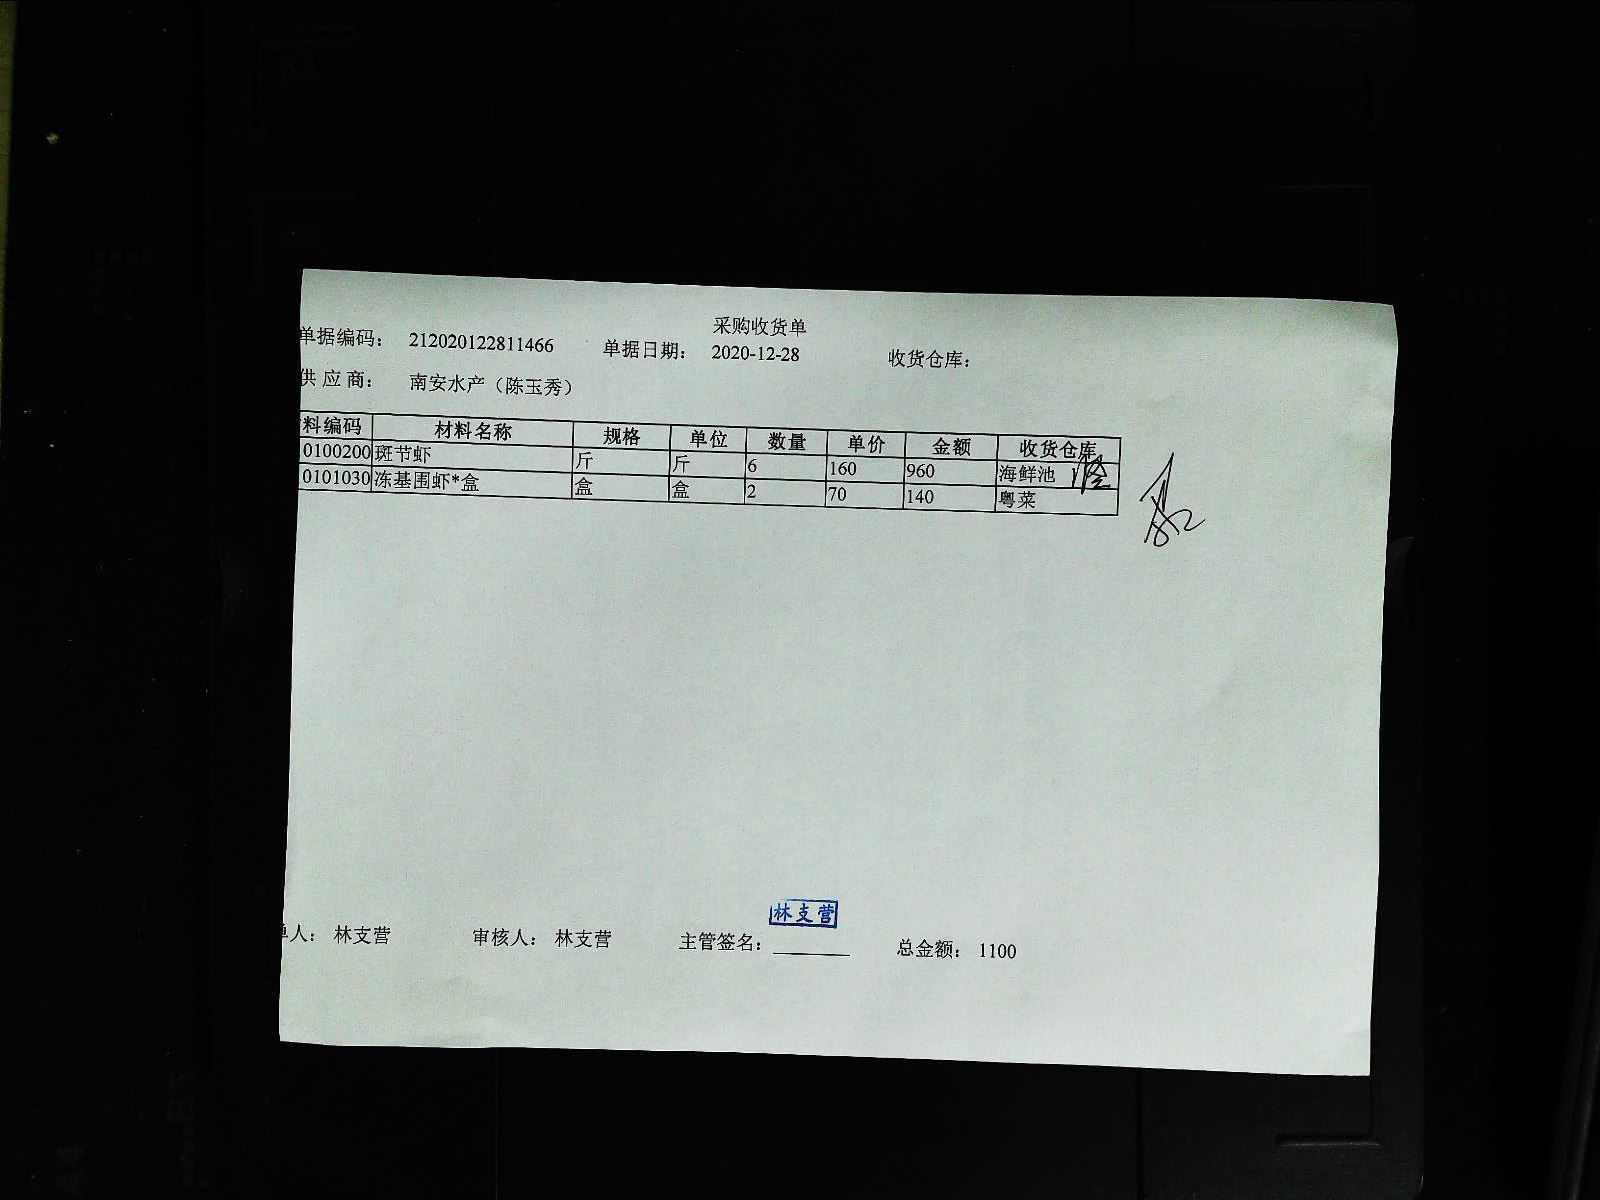 采购收货单
单据编码： 212020122811466 单据日期： 2020-12-28 收货仓库：
供 应 商： 南安水产（陈玉秀）
料编码 材料名称 规格 单位 数量 单价 金额 收货仓库
0100200 斑节虾 斤 斤 6 160 960 海鲜池
0101030 冻基围虾*盒 盒 盒 2 70 140 粤菜
林支营
单人： 林支营 审核人： 林支营 主管签名： 总金额： 1100